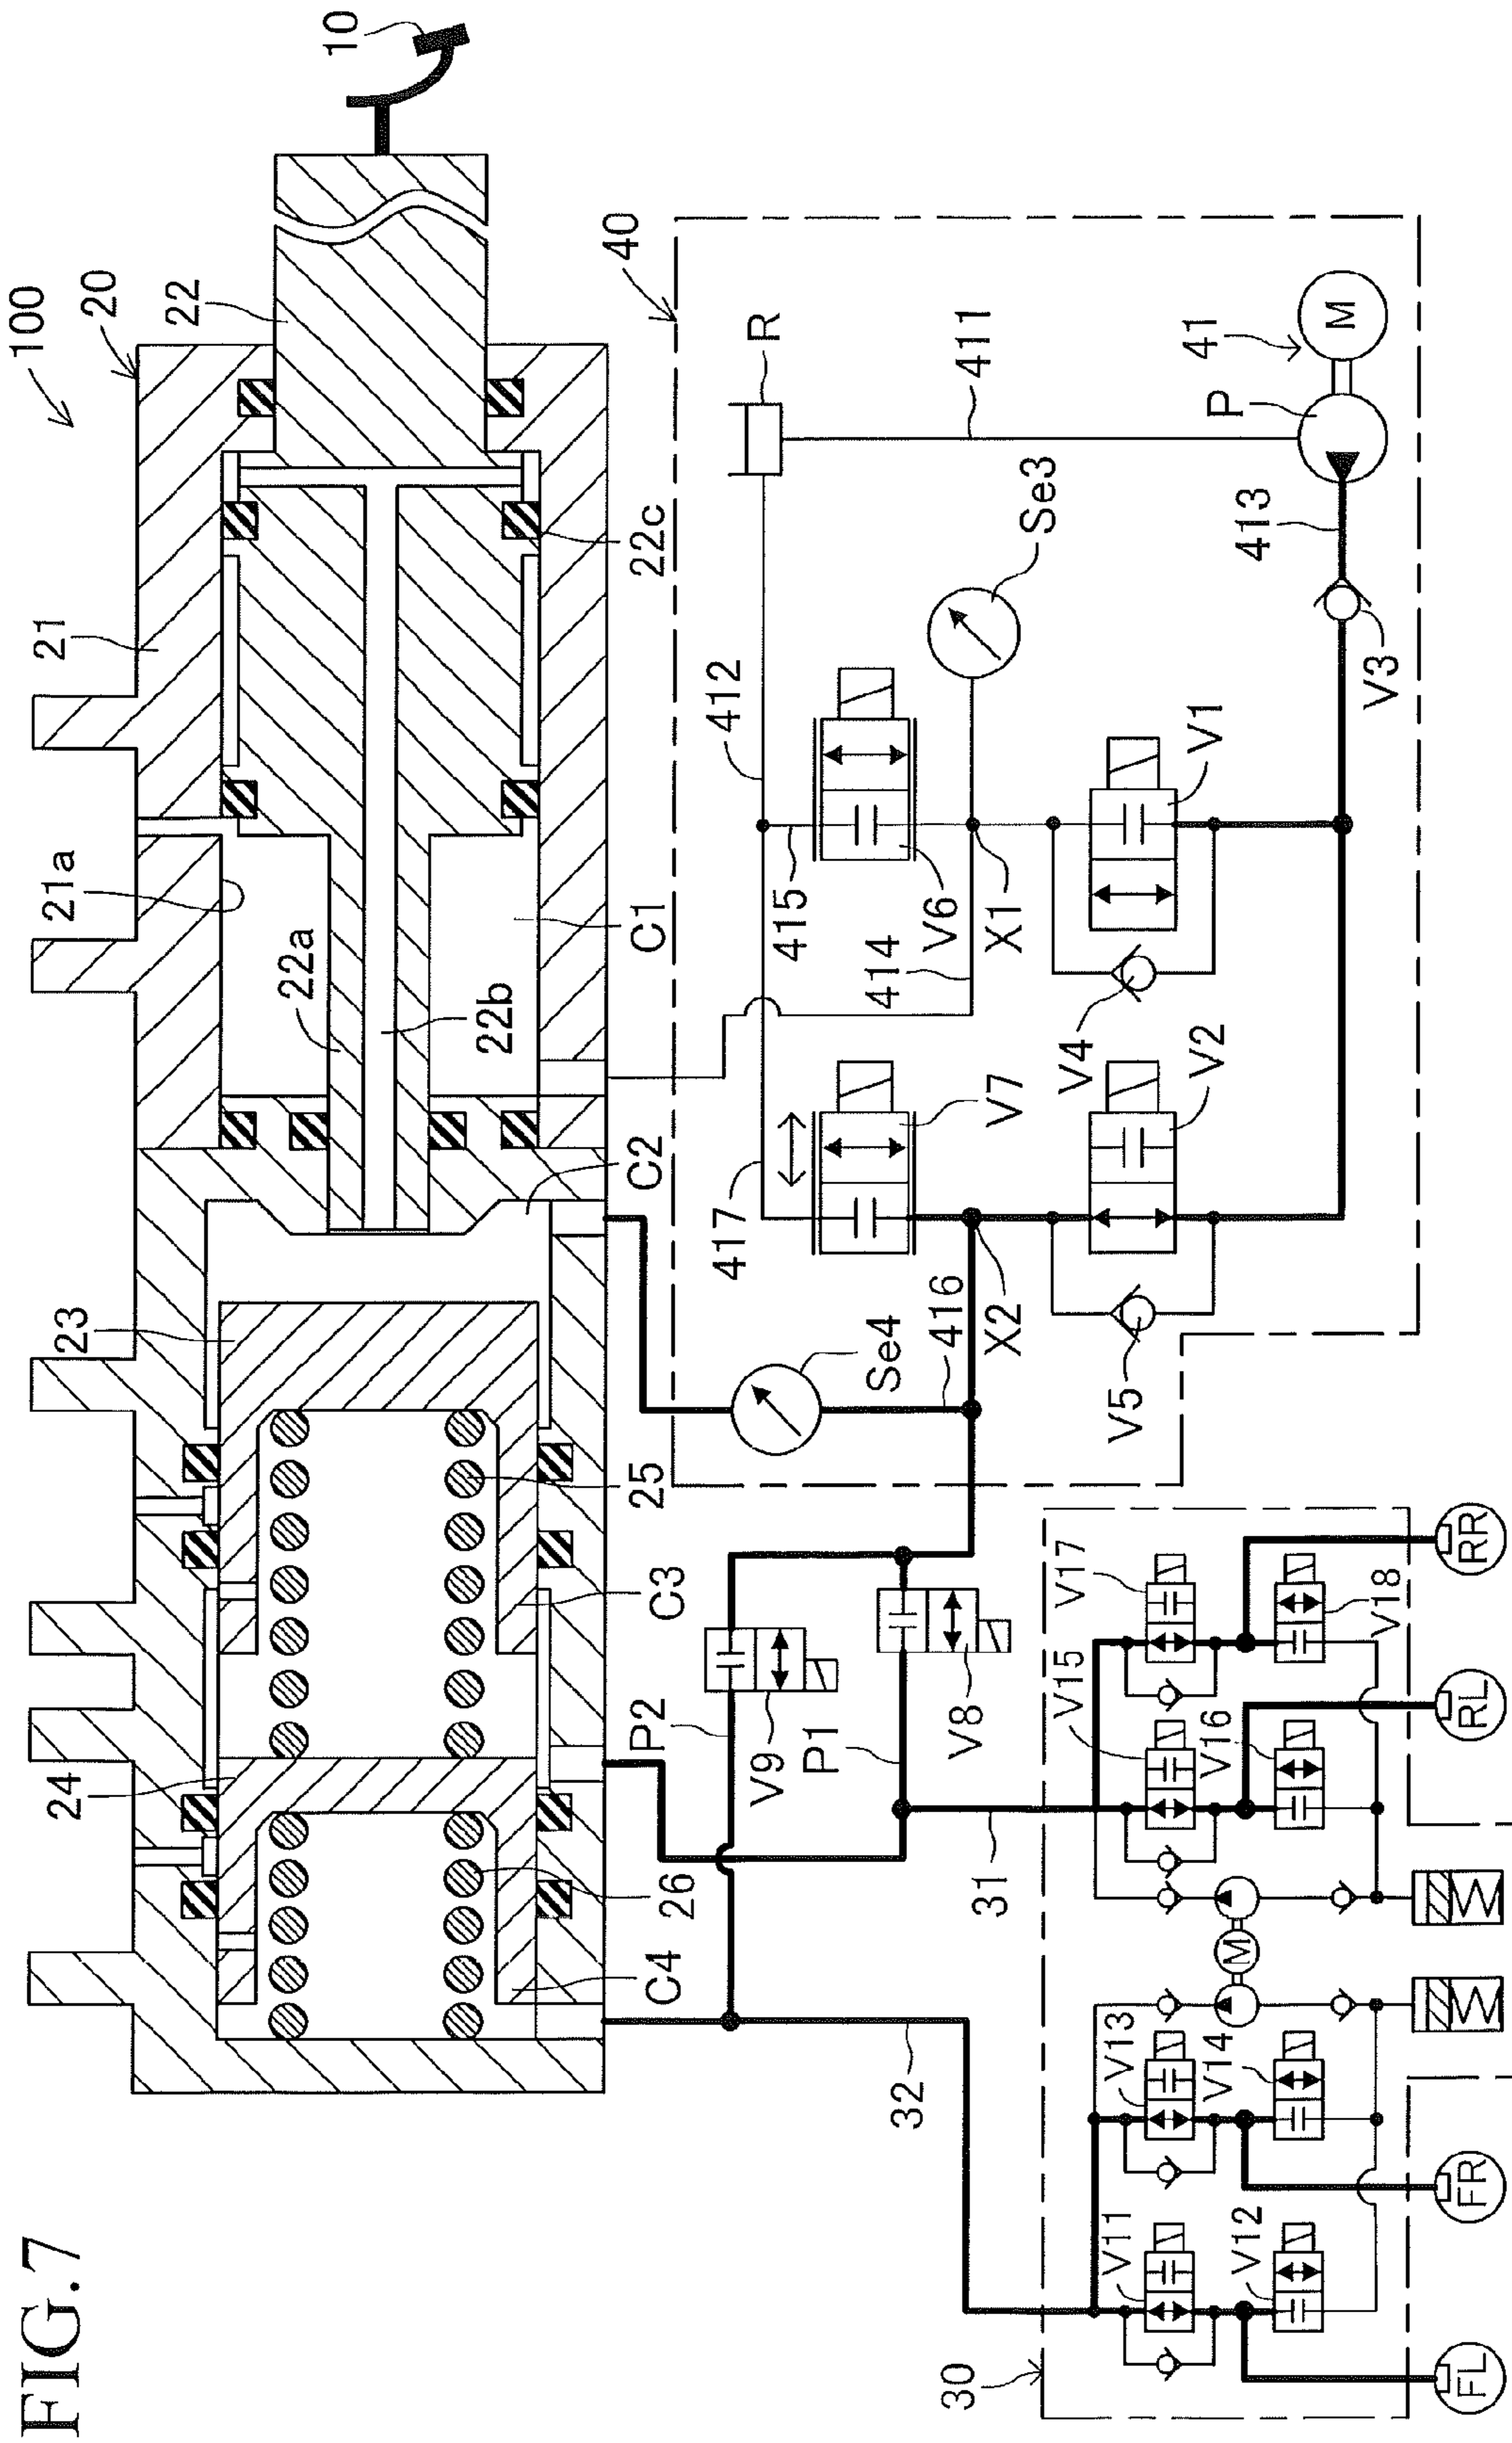 FIG.7
100
20
10
22
21
21a
22a
22b
22c
C1
C2
23
24
25
26
C3
C4
40
R
411
41
M
P
413
V3
Se3
412
415
V6
414
X1
V1
V4
417
V7
V2
V5
X2
416
Se4
P2
V9
P1
V8
31
32
30
V17
V18
V15
V16
M
V13
V14
V11
V12
RR
RL
FR
FL